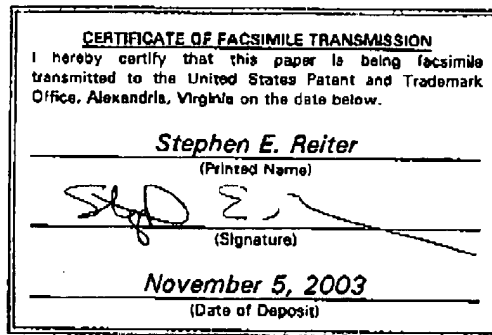 CERTIFICATE OF FACSIMILE TRANSMISSION
I hereby certify that this paper is being facsimile
transmitted to the United States Patent and Trademark
Office, Alexandria, Virginia on the date below.
Stephen E. Reiter
(Printed Name)
(Signature)
November 5, 2003
(Date of Deposit)